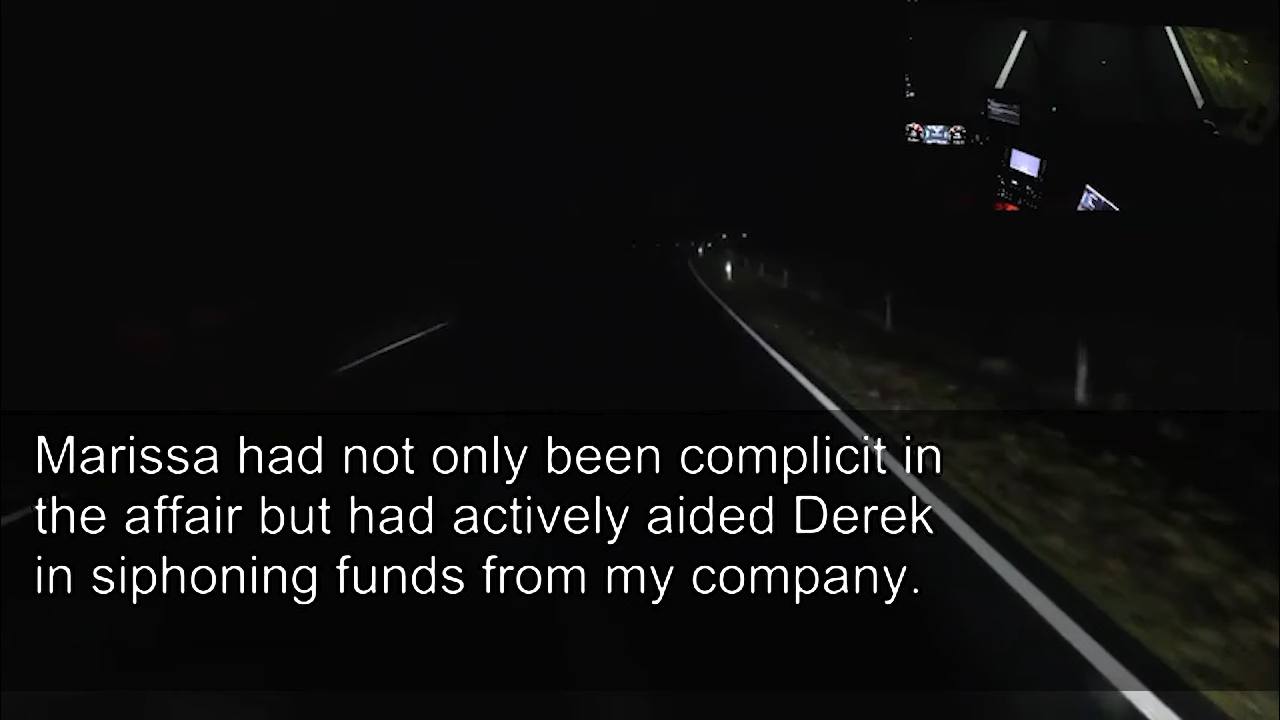 Marissa had not only been complicit in
the affair but had actively aided Derek
in siphoning funds from my company.